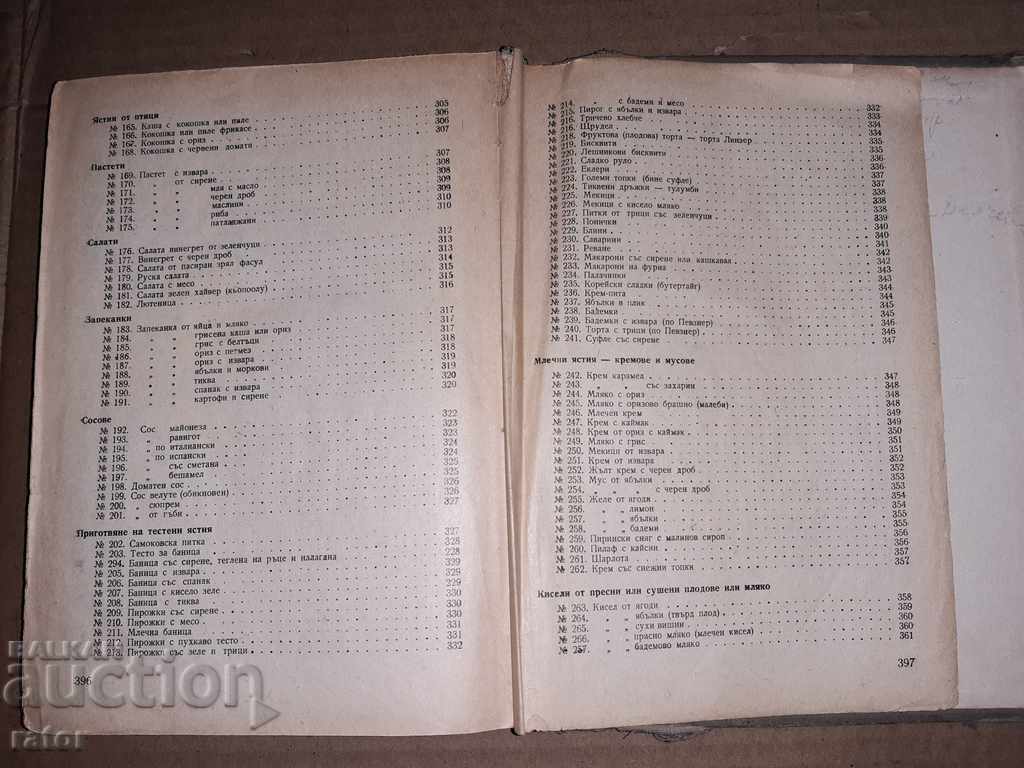 Ястия от птици
№ 165. Каша с кокошка или пиле 305
№ 166. Кокошка или пиле фрикасе 306
№ 167. Кокошка с ориз 306
№ 168. Кокошка с червени домати 307
Пастети
№ 169. Пастет с извара 307
№ 170. „ от сирене 308
№ 171. „ „ мая с масло 309
№ 172. „ „ черен дроб 309
№ 173. „ „ маслини 310
№ 174. „ „ риба 310
№ 175. „ „ патлажани
Салати
№ 176. Салата винегрет от зеленчуци 312
№ 177. Винегрет с черен дроб 313
№ 178. Салата от пасиран зрял фасул 314
№ 179. Руска салата 315
№ 180. Салата с месо 315
№ 181. Салата зелен хайвер (кьопоолу) 316
№ 182. Лютеница
Запеканки
№ 183. Запеканка от яйца и мляко 317
№ 184. „ „ грисена каша или ориз 317
№ 185. „ „ грис с белтъци 317
№ 186. „ „ ориз с петмез 318
№ 187. „ „ ориз с извара 318
№ 188. „ „ ябълки и моркови 319
№ 189. „ „ тиква 319
№ 190. „ „ спанак с извара 320
№ 191. „ „ картофи и сирене 320
Сосове
№ 192. Сос майонеза 322
№ 193. „ равигот 323
№ 194. „ по италиански 323
№ 195. „ по испански 324
№ 196. „ със сметана 324
№ 197. „ бешамел 325
№ 198. Доматен сос 325
№ 199. Сос велуте (обикновен) 326
№ 200. „ сюпрем 326
№ 201. „ от гъби 327
Приготвяне на тестени ястия
№ 202. Самоковска питка 327
№ 203. Тесто за баница 328
№ 294. Баница със сирене, теглена на ръце и налагана 228
№ 205. Баница с извара 329
№ 206. Баница със спанак 329
№ 207. Баница с кисело зеле 329
№ 208. Баница с тиква 330
№ 209. Пирожки със сирене 330
№ 210. Пирожки с месо 330
№ 211. Млечна баница 331
№ 212. Пирожки с пухкаво тесто 331
№ 213. Пирожки със зеле и трици 332
396
№ 214. „ с бадеми и месо 332
№ 215. Пирог с ябълки и извара 333
№ 216. Тричево хлебче 334
№ 216. Щрудел 334
№ 218. Фруктова (плодова) торта — торта Линзер 335
№ 219. Бисквити 335
№ 220. Лешникови бисквити 336
№ 221. Сладко руло 336
№ 222. Еклери 337
№ 223. Големи топки (бине суфле) 337
№ 224. Тиквени дръжки — тулумби 338
№ 225. Мекици 338
№ 226. Мекици с кисело мляко 338
№ 227. Питки от трици със зеленчуци 339
№ 228. Понички 340
№ 229. Блини 340
№ 230. Саварини 341
№ 231. Реване 342
№ 232. Макарони със сирене или кашкавал 342
№ 233. Макарони на фурна 343
№ 234. Палачинки 343
№ 235. Корейски сладки (бутертайг) 344
№ 236. Крем-пита 344
№ 237. Ябълки в плик 345
№ 238. Бадемки 345
№ 239. Бадемки с извара (по Певзнер) 346
№ 240. Торта с трици (по Певзнер) 346
№ 241. Суфле със сирене 347
Млечни ястия — кремове и мусове
№ 242. Крем карамел 347
№ 243. „ „ със захарин 348
№ 244. Мляко с ориз 348
№ 245. Мляко с оризово брашно (малеби) 348
№ 246. Млечен крем 349
№ 247. Крем с каймак 349
№ 248. Крем от ориз с каймак 350
№ 249. Мляко с грис 351
№ 250. Мекици от извара 351
№ 251. Крем от извара 352
№ 252. Жълт крем с черен дроб 352
№ 253. Мус от ябълки 353
№ 254. „ „ „ с черен дроб 353
№ 255. Желе от ягоди 354
№ 256. „ „ лимон 354
№ 257. „ „ ябълки 355
№ 258. „ „ бадеми 355
№ 259. Пирински сняг с малинов сироп 356
№ 260. Пилаф с кайсии 356
№ 261. Шарлота 357
№ 262. Крем със снежни топки 357
Кисели от пресни или сушени плодове или мляко
№ 263. Кисел от ягоди 358
№ 264. „ „ ябълки (твърд плод) 359
№ 265. „ „ сухи вишни 360
№ 266. „ „ прясно мляко (млечен кисел) 360
№ 257. „ „ бадемово мляко 361
397
БАЛКАН
аuction
rator